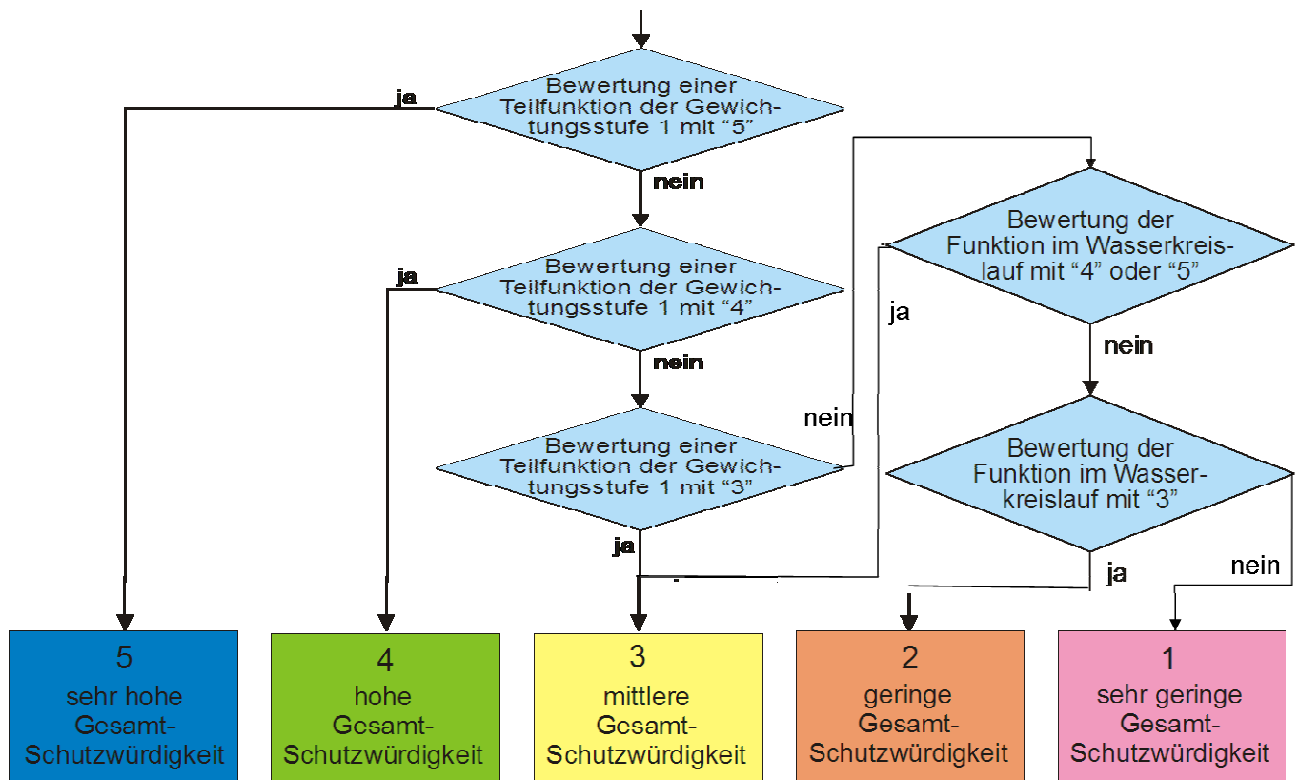 Bewertung einer
Teilfunktion der Gewich-
tungsstufe 1 mit “5”
ja
nein
Bewertung einer
Teilfunktion der Gewich-
tungsstufe 1 mit “4”
ja
nein
Bewertung einer
Teilfunktion der Gewich-
tungsstufe 1 mit “3”
nein
ja
Bewertung der
Funktion im Wasserkreis-
lauf mit “4” oder “5”
ja
nein
Bewertung der
Funktion im Wasser-
kreislauf mit “3”
ja
nein
5
sehr hohe
Gesamt-
Schutzwürdigkeit
4
hohe
Gesamt-
Schutzwürdigkeit
3
mittlere
Gesamt-
Schutzwürdigkeit
2
geringe
Gesamt-
Schutzwürdigkeit
1
sehr geringe
Gesamt-
Schutzwürdigkeit